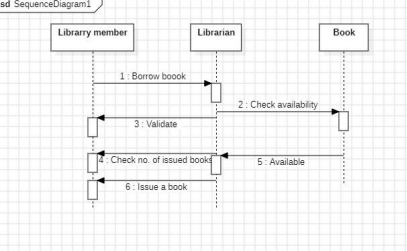 sd SequenceDiagram1
Librarry member
Librarian
Book
1 : Borrow boook
2 : Check availability
3 : Validate
4 : Check no. of issued books
5 : Available
6 : Issue a book